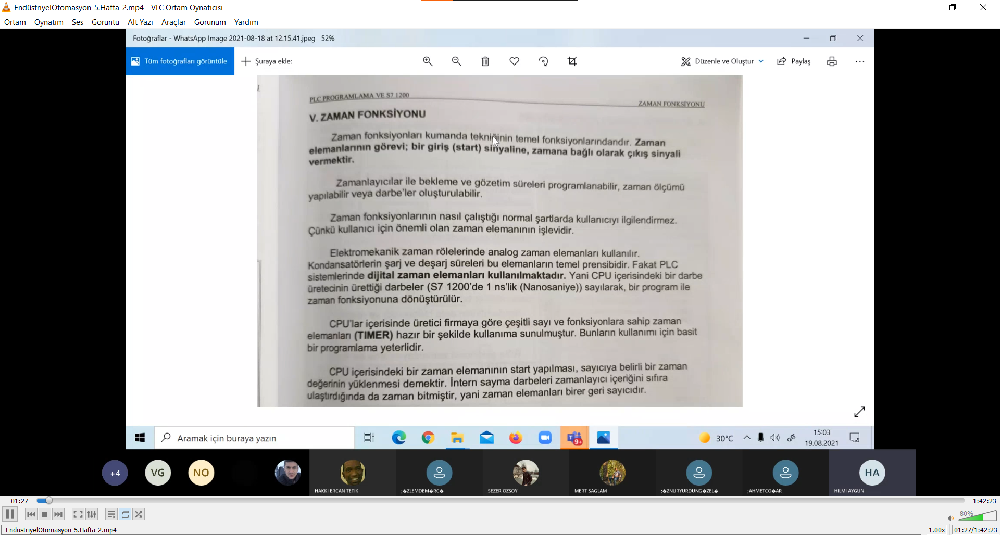 EndüstriyelOtomasyon-5.Hafta-2.mp4 - VLC Ortam Oynatıcısı
Ortam Oynatım Ses Görüntü Alt Yazı Araçlar Görünüm Yardım
Fotoğraflar - WhatsApp Image 2021-08-18 at 12.15.41.jpeg 52%
Tüm fotoğrafları görüntüle
Şuraya ekle:
Düzenle ve Oluştur
Paylaş
PLC PROGRAMLAMA VE S7 1200
ZAMAN FONKSİYONU
V. ZAMAN FONKSİYONU
Zaman fonksiyonları kumanda tekniğinin temel fonksiyonlarındandır. Zaman
elemanlarının görevi; bir giriş (start) sinyaline, zamana bağlı olarak çıkış sinyali
vermektir.
Zamanlayıcılar ile bekleme ve gözetim süreleri programlanabilir, zaman ölçümü
yapılabilir veya darbe'ler oluşturulabilir.
Zaman fonksiyonlarının nasıl çalıştığı normal şartlarda kullanıcıyı ilgilendirmez.
Çünkü kullanıcı için önemli olan zaman elemanının işlevidir.
Elektromekanik zaman rölelerinde analog zaman elemanları kullanılır.
Kondansatörlerin şarj ve deşarj süreleri bu elemanların temel prensibidir. Fakat PLC
sistemlerinde dijital zaman elemanları kullanılmaktadır. Yani CPU içerisindeki bir darbe
üretecinin ürettiği darbeler (S7 1200'de 1 ns'lik (Nanosaniye)) sayılarak, bir program ile
zaman fonksiyonuna dönüştürülür.
CPU'lar içerisinde üretici firmaya göre çeşitli sayı ve fonksiyonlara sahip zaman
elemanları (TIMER) hazır bir şekilde kullanıma sunulmuştur. Bunların kullanımı için basit
bir programlama yeterlidir.
CPU içerisindeki bir zaman elemanının start yapılması, sayıcıya belirli bir zaman
değerinin yüklenmesi demektir. İntern sayma darbeleri zamanlayıcı içeriğini sıfıra
ulaştırdığında da zaman bitmiştir, yani zaman elemanları birer geri sayıcıdır.
Aramak için buraya yazın
9+
30°C
15:03
19.08.2021
+4
VG
NO
HA
HAKKI ERCAN TETIK
;�ZLEMDEM�RC�
SEZER OZSOY
MERT SAGLAM
;�ZNURYURDUNG�ZEL�
;AHMETCO�AR
HILMI AYGUN
01:27
1:42:23
80%
EndüstriyelOtomasyon-5.Hafta-2.mp4
1.00x
01:27/1:42:23